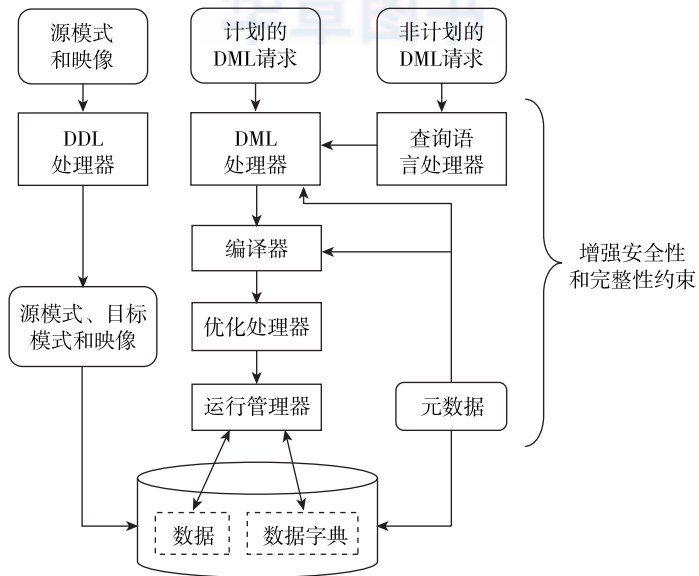 源模式
和映像
计划的
DML请求
非计划的
DML请求
DDL
处理器
DML
处理器
查询语
言处理器
编译器
增强安全性
和完整性约束
源模式、目标
模式和映像
优化处理器
运行管理器
元数据
数据
数据字典